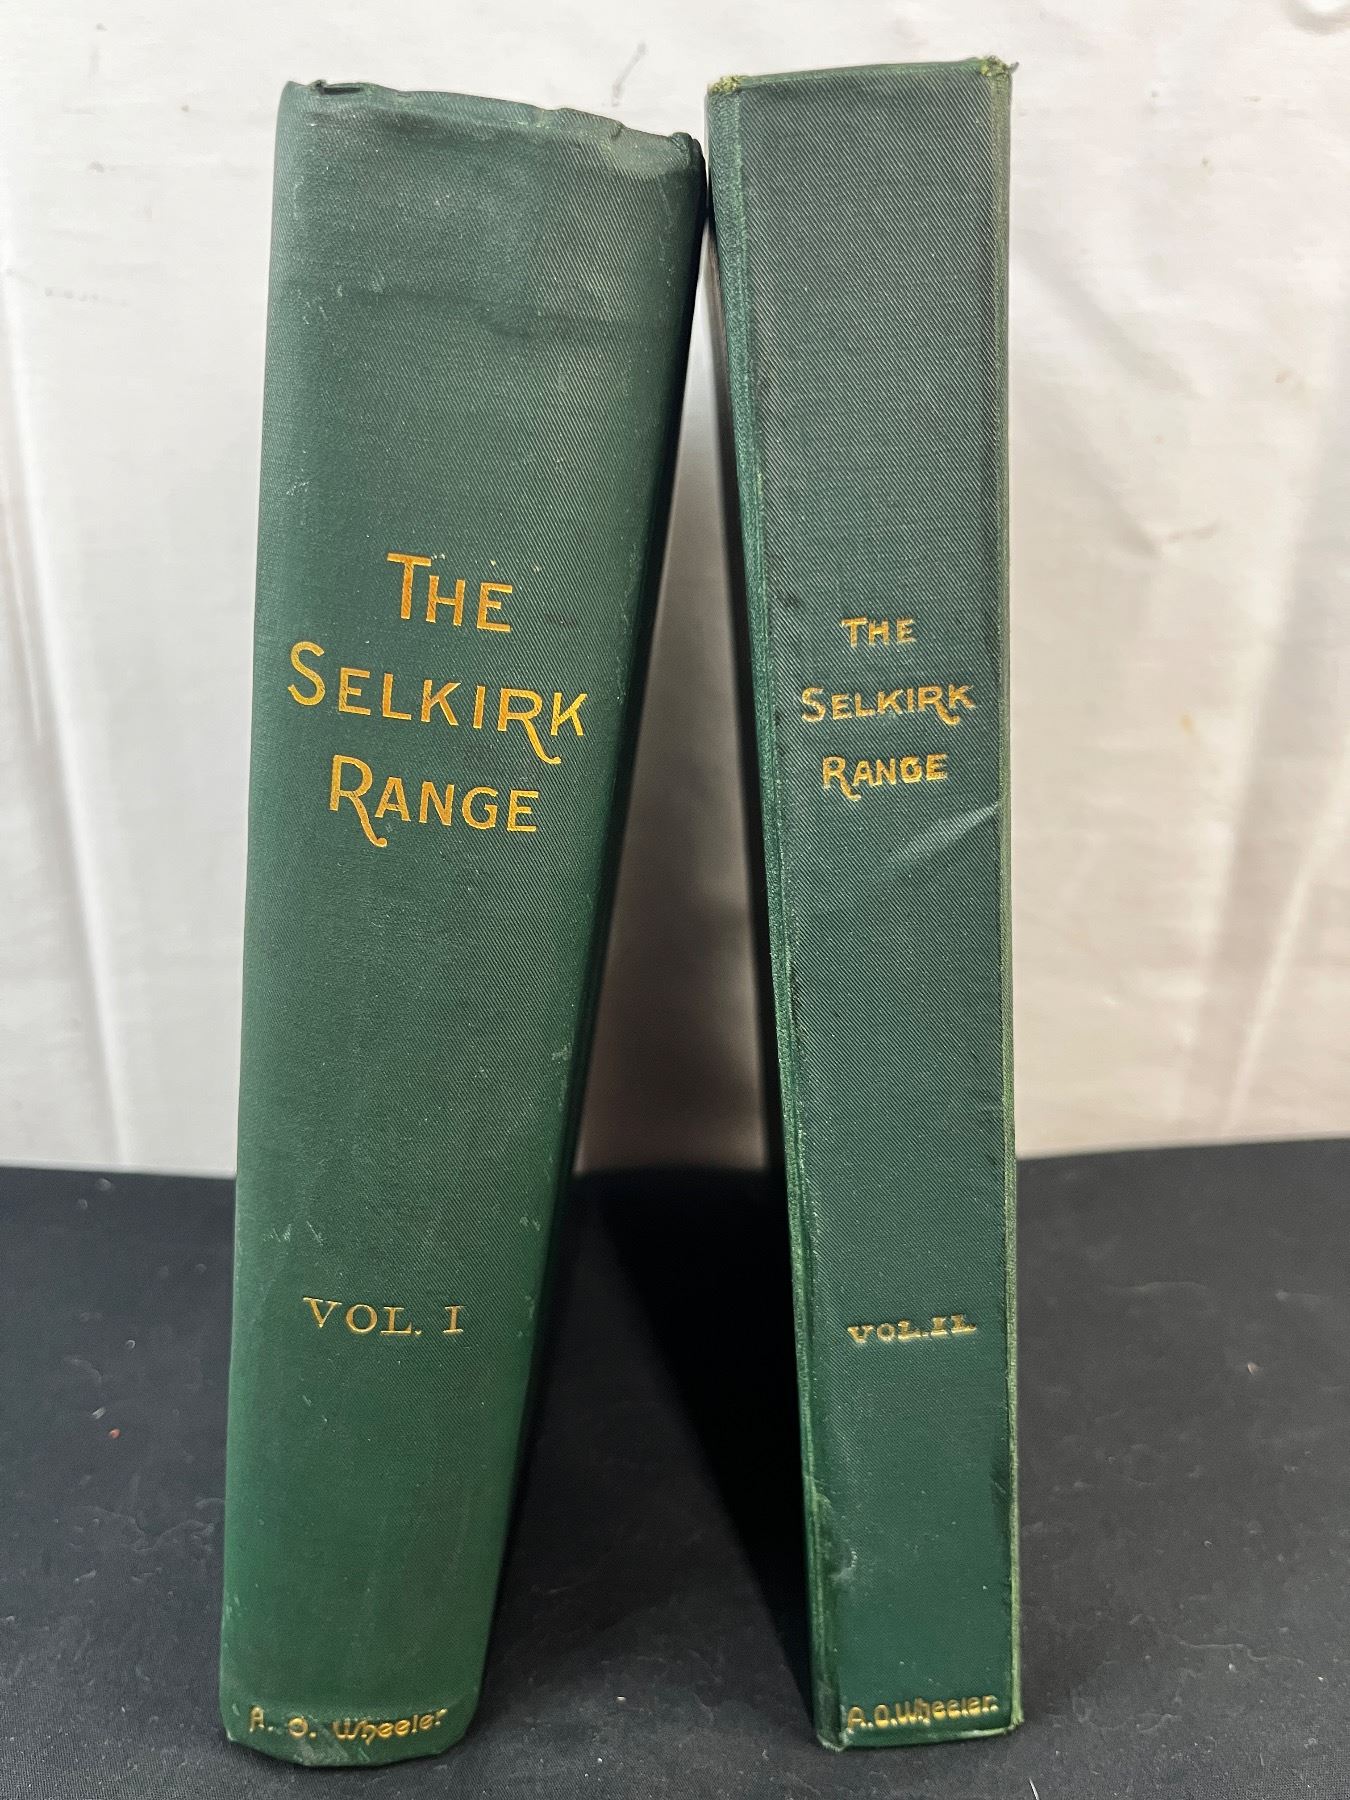 THE
SELKIRK
RANGE
VOL. I
A. O. Wheeler
THE
SELKIRK
RANGE
VOL. II.
A. O. Wheeler.